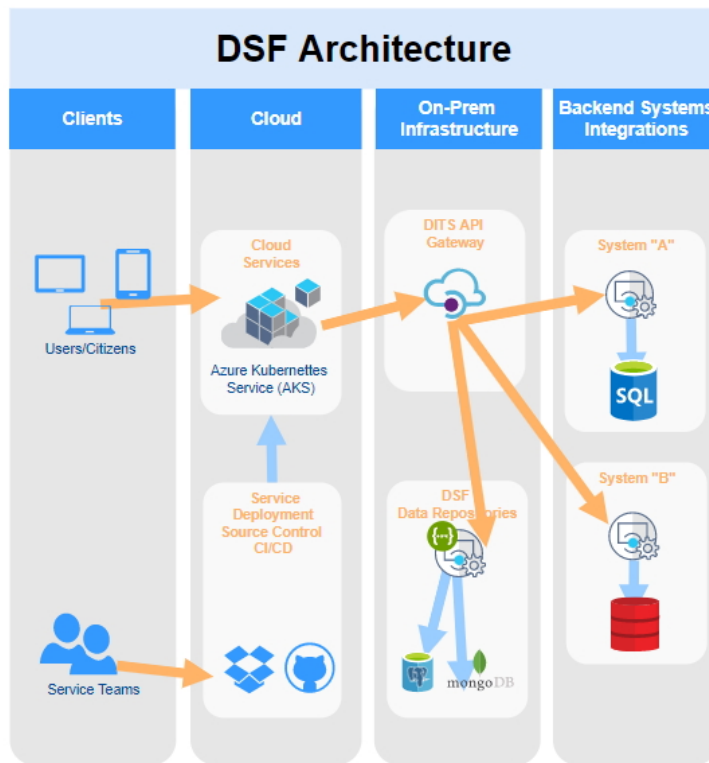 DSF Architecture
Clients
Cloud
On-Prem
Infrastructure
Backend Systems
Integrations
Users/Citizens
Cloud
Services
Azure Kubernettes
Service (AKS)
DITS API
Gateway
System "A"
SQL
Service
Deployment
Source Control
CI/CD
DSF
Data Repositories
{···}
mongoDB
System "B"
Service Teams